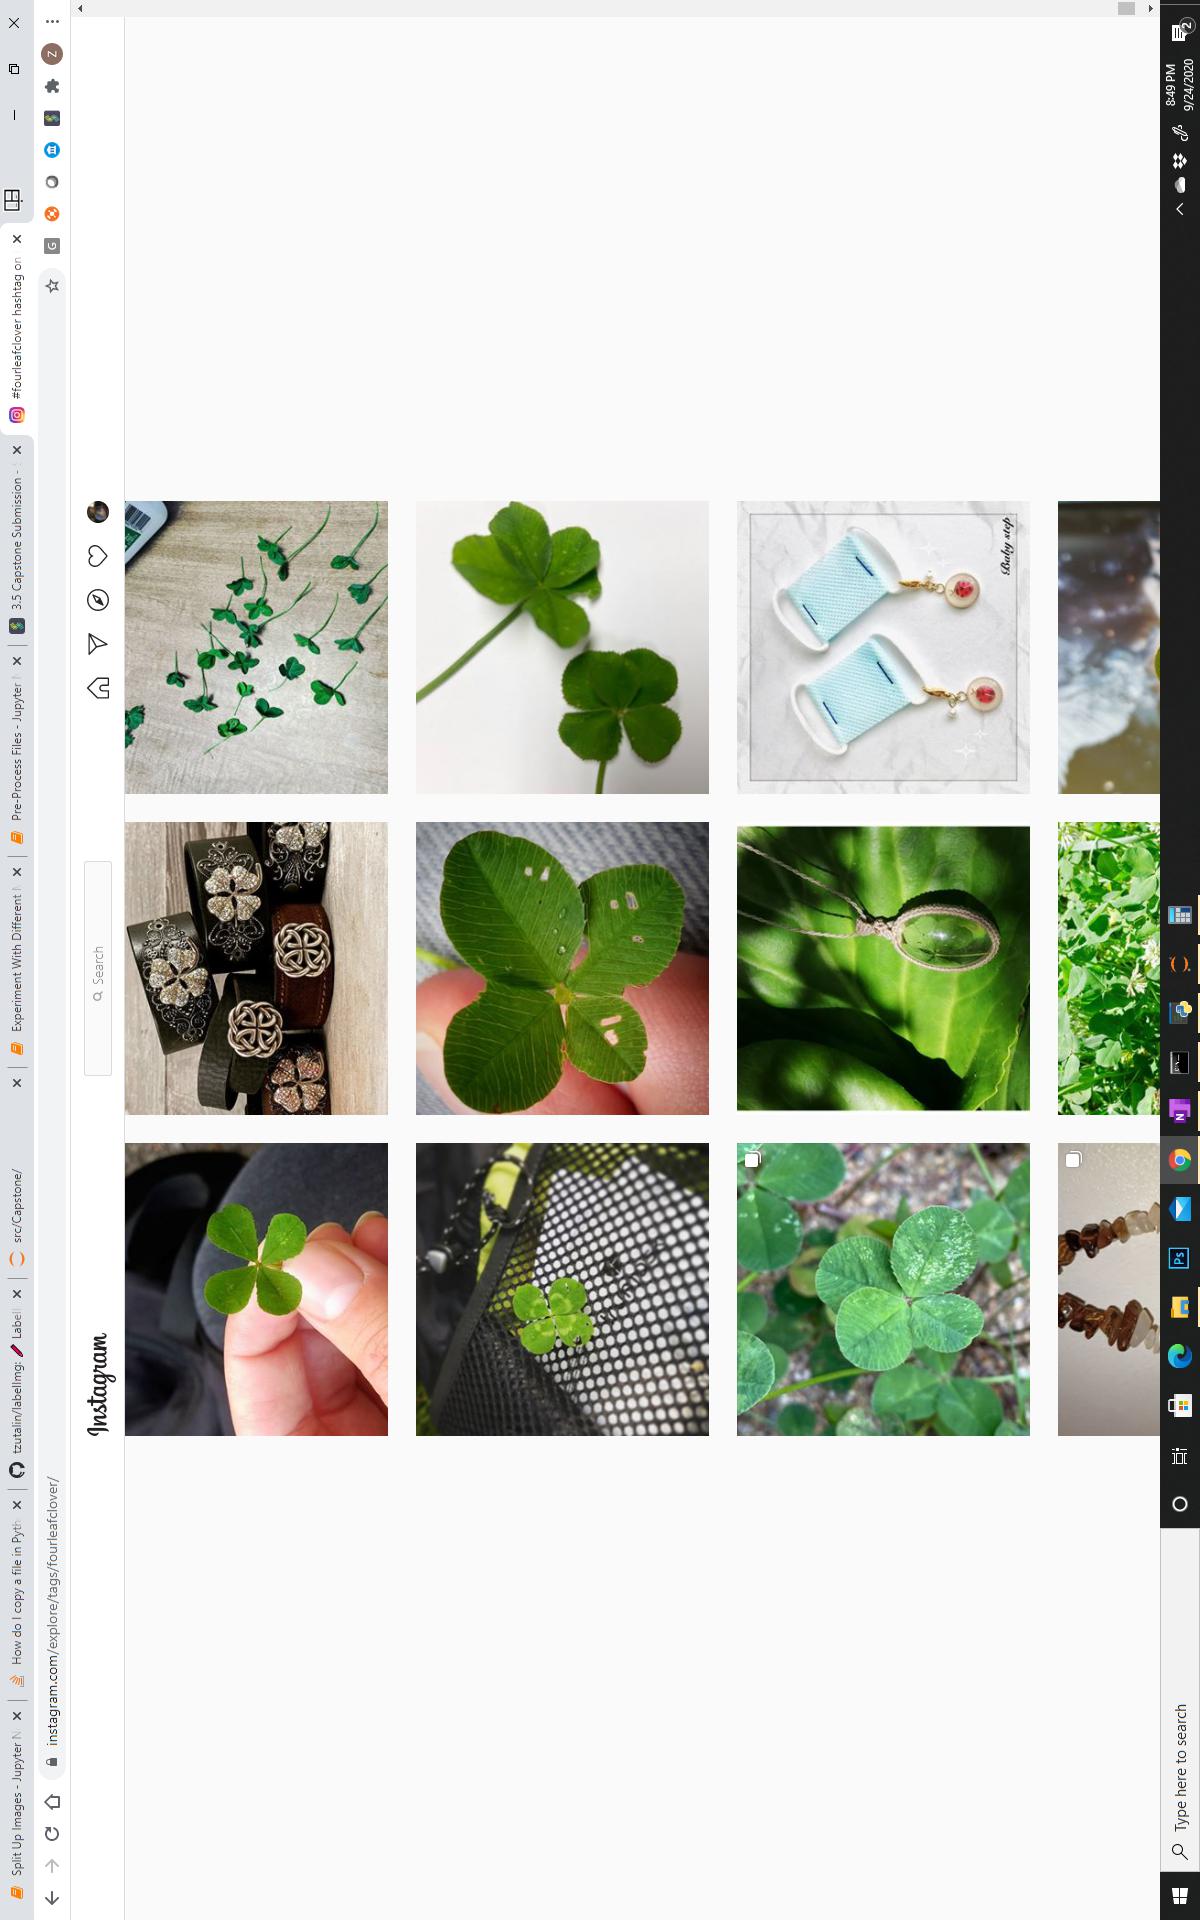 Split Up Images - Jupyter N
How do I copy a file in Pyth
tzutalin/labelImg: Label
src/Capstone/
Experiment With Different N
Pre-Process Files - Jupyter N
3.5 Capstone Submission -
#fourleafclover hashtag on
instagram.com/explore/tags/fourleafclover/
G
Z
Instagram
Search
Baby step
Type here to search
Ps
N
8:49 PM
9/24/2020
2